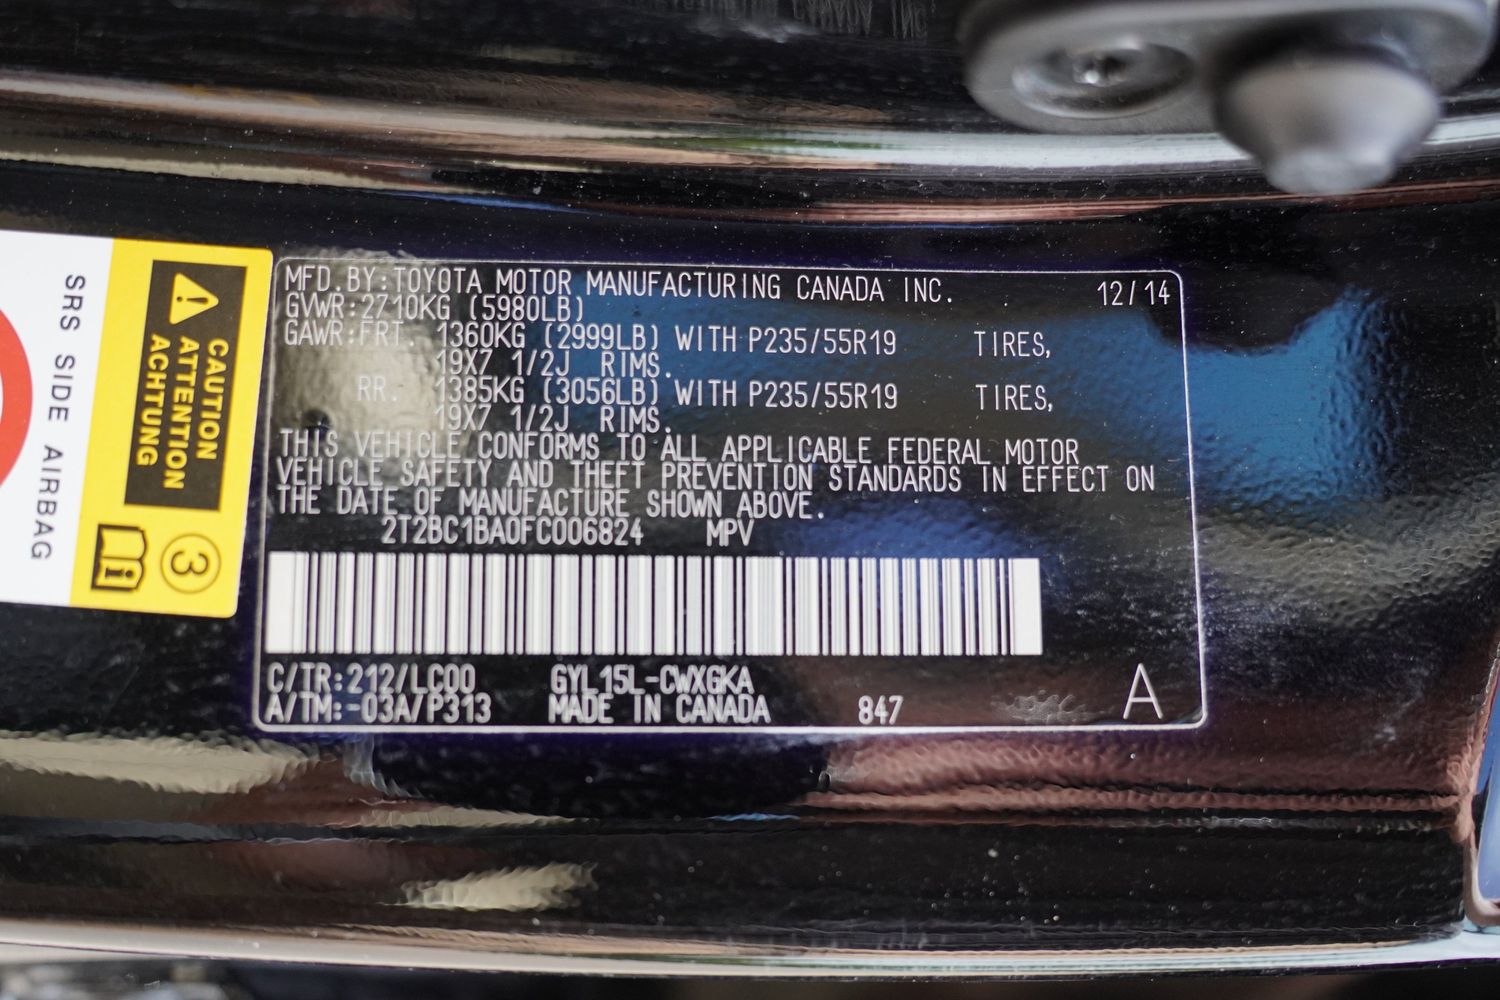 MFD.BY:TOYOTA MOTOR MANUFACTURING CANADA INC. 12/14
GVWR:2710KG (5980LB)
GAWR:FRT. 1360KG (2999LB) WITH P235/55R19 TIRES,
19X7 1/2J RIMS.
RR. 1385KG (3056LB) WITH P235/55R19 TIRES,
19X7 1/2J RIMS.
THIS VEHICLE CONFORMS TO ALL APPLICABLE FEDERAL MOTOR
VEHICLE SAFETY AND THEFT PREVENTION STANDARDS IN EFFECT ON
THE DATE OF MANUFACTURE SHOWN ABOVE.
2T2BC1BA0FC006824 MPV
C/TR:212/LC00 GYL15L-CWXGKA
A/TM:-03A/P313 MADE IN CANADA 847 A
SRS SIDE AIRBAG
CAUTION
ATTENTION
ACHTUNG
3
i